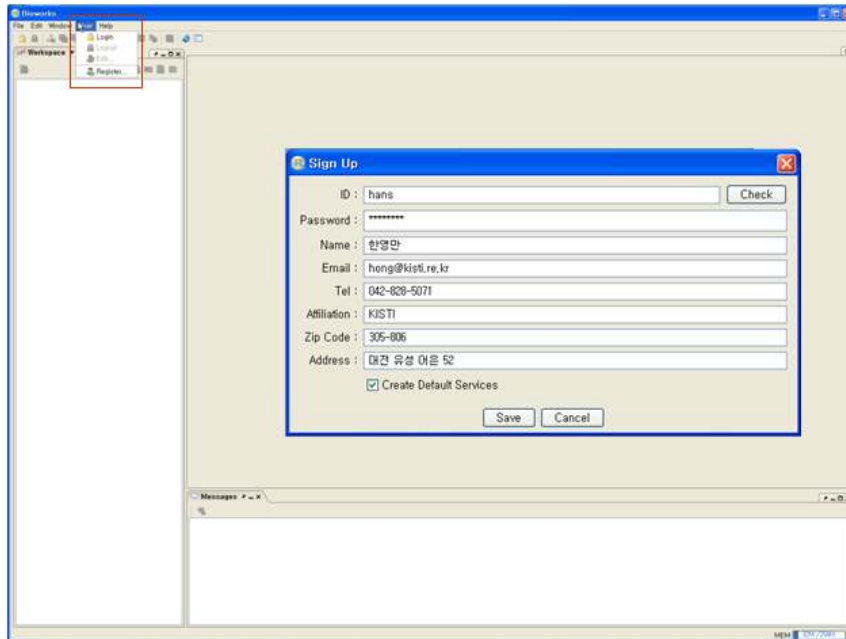 Bioworks
File Edit Window User Help
Login
Logout
Edit...
Register...
Workspace
Sign Up
ID : hans Check
Password : ********
Name : 한영만
Email : hong@kisti.re.kr
Tel : 042-828-5071
Affiliation : KISTI
Zip Code : 305-806
Address : 대전 유성 어은 52
Create Default Services
Save Cancel
Messages
MEM